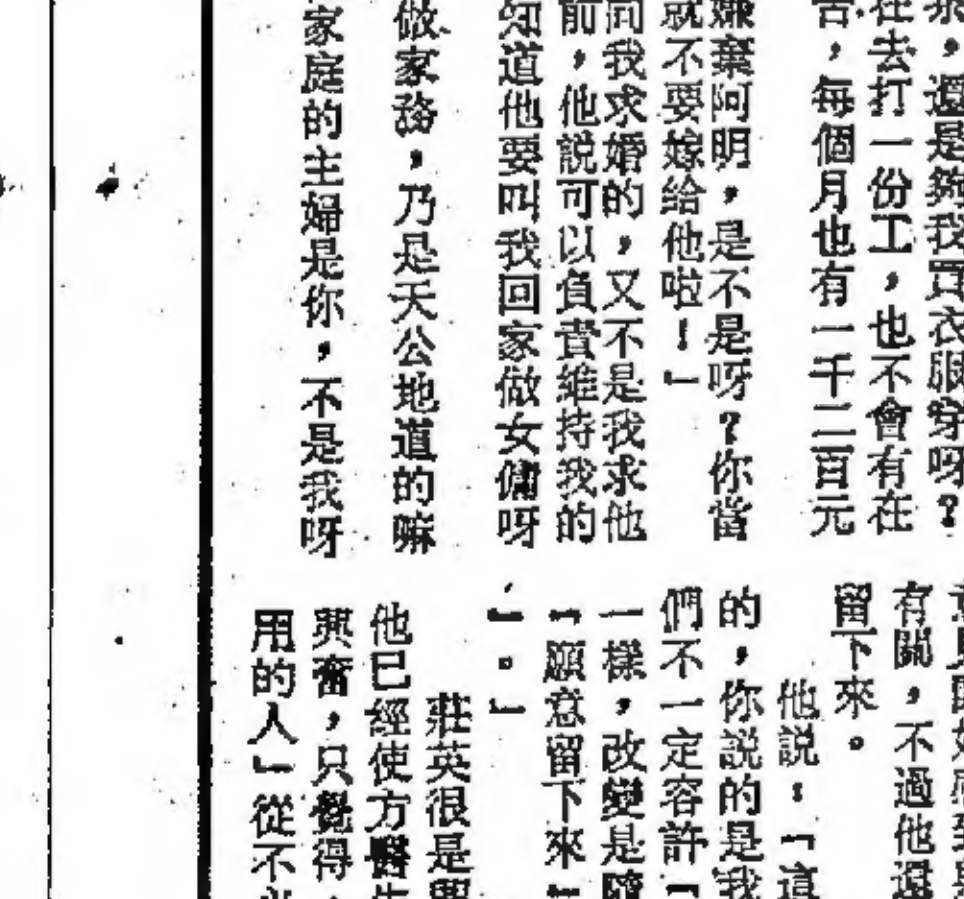 還是夠我買衣服穿呀？
在去打一份工，也不會有在
，每個月也有一千二百元
嫌棄阿明，是不是呀？你當
就不要嫁給他啦！」
向我求婚的，又不是我求他
前，他説可以負責維持我的
知道他要叫我回家做女傭呀
做家務，乃是天公地道的嘛
家庭的主婦是你，不是我呀
有關，不過他還
留下來。
他説：「這
的，你説的是我
們不一定容許「
一樣，改變是隨
「願意留下來」
」。」
莊英很是興
他已經使方醫生
興奮，只覺得
用的人」從不